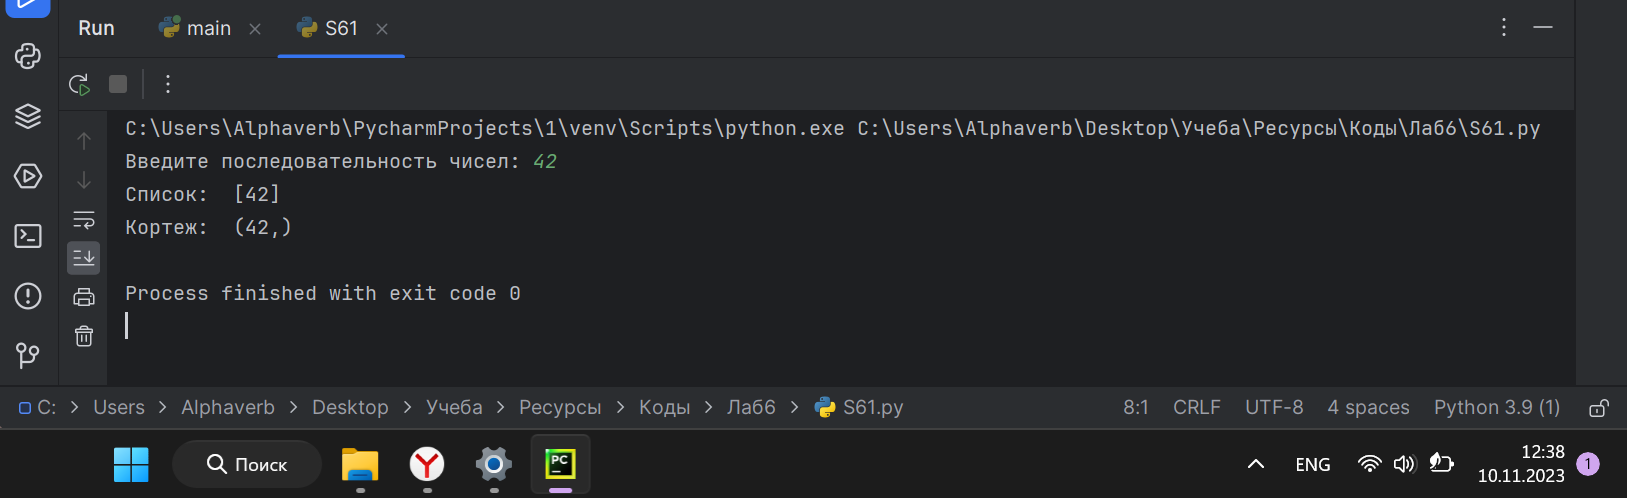 Run main S61
C:\Users\Alphaverb\PycharmProjects\1\venv\Scripts\python.exe C:\Users\Alphaverb\Desktop\Учеба\Ресурсы\Коды\Лаб6\S61.py
Введите последовательность чисел: 42
Список:  [42]
Кортеж:  (42,)
Process finished with exit code 0
C: > Users > Alphaverb > Desktop > Учеба > Ресурсы > Коды > Лаб6 > S61.py 8:1 CRLF UTF-8 4 spaces Python 3.9 (1)
Поиск PC ENG 12:38
10.11.2023 1